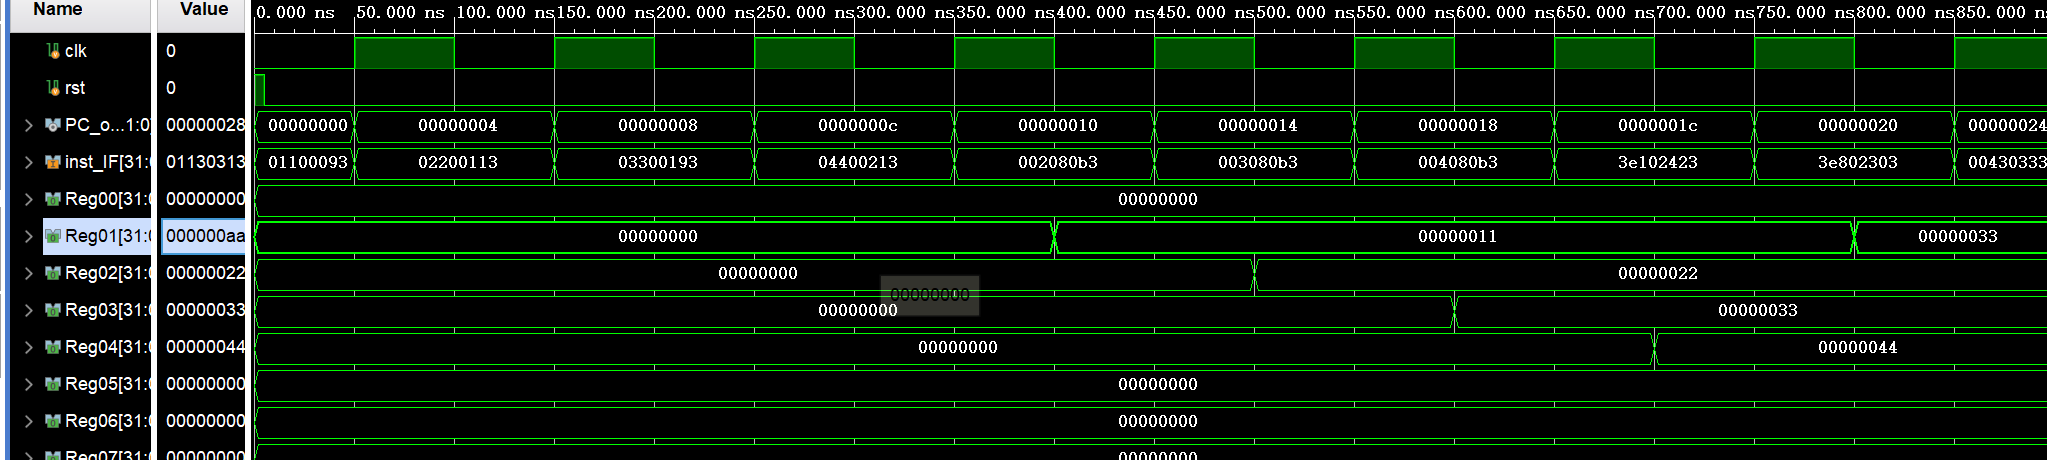 Name Value 0.000 ns 50.000 ns 100.000 ns 150.000 ns 200.000 ns 250.000 ns 300.000 ns 350.000 ns 400.000 ns 450.000 ns 500.000 ns 550.000 ns 600.000 ns 650.000 ns 700.000 ns 750.000 ns 800.000 ns 850.000 ns
clk 0
rst 0
PC_o...1:0] 00000028 00000000 00000004 00000008 0000000c 00000010 00000014 00000018 0000001c 00000020 00000024
inst_IF[31:0 01130313 01100093 02200113 03300193 04400213 002080b3 003080b3 004080b3 3e102423 3e802303 00430333
Reg00[31:0 00000000 00000000
Reg01[31:0 000000aa 00000000 00000011 00000033
Reg02[31:0 00000022 00000000 00000022
00000000
Reg03[31:0 00000033 00000000 00000033
Reg04[31:0 00000044 00000000 00000044
Reg05[31:0 00000000 00000000
Reg06[31:0 00000000 00000000
Reg07[31:0 00000000 00000000